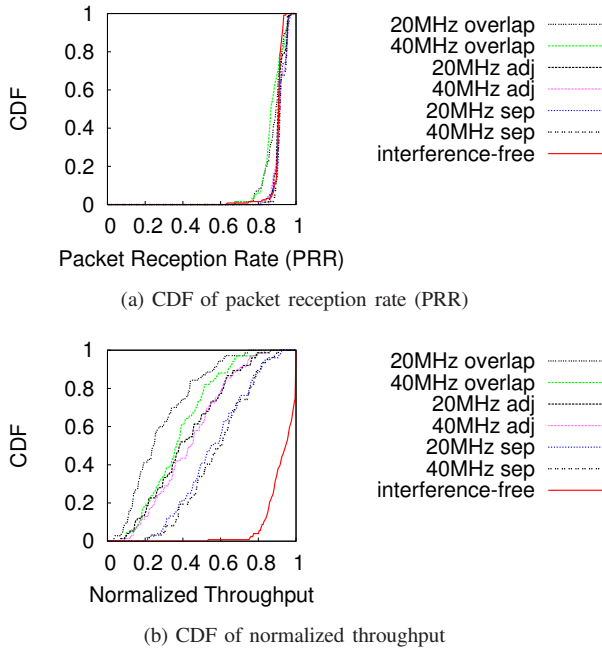 1
0.8
0.6
0.4
0.2
0
CDF
0 0.2 0.4 0.6 0.8 1
Packet Reception Rate (PRR)
20MHz overlap
40MHz overlap
20MHz adj
40MHz adj
20MHz sep
40MHz sep
interference-free
(a) CDF of packet reception rate (PRR)
1
0.8
0.6
0.4
0.2
0
CDF
0 0.2 0.4 0.6 0.8 1
Normalized Throughput
20MHz overlap
40MHz overlap
20MHz adj
40MHz adj
20MHz sep
40MHz sep
interference-free
(b) CDF of normalized throughput